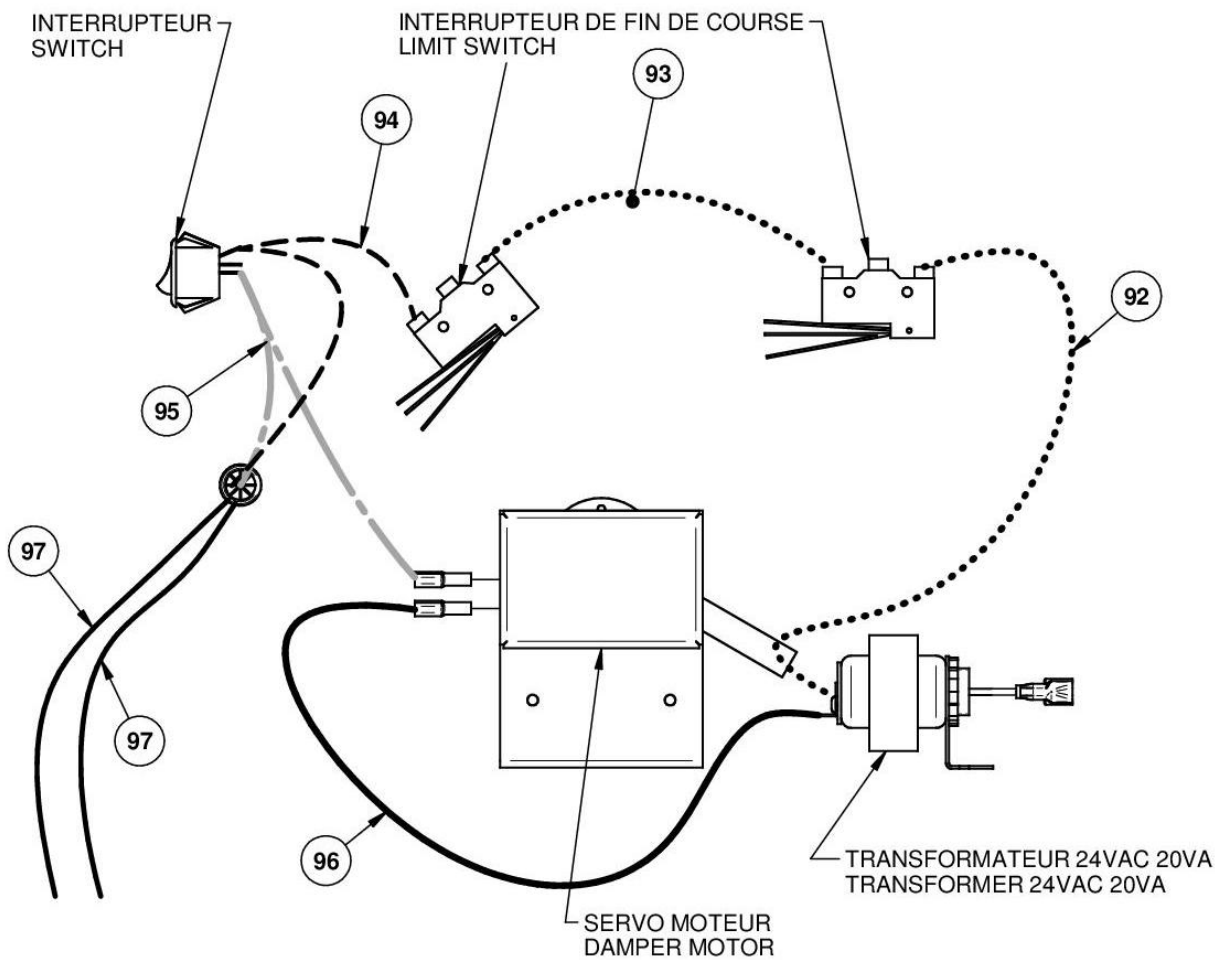 INTERRUPTEUR
SWITCH
INTERRUPTEUR DE FIN DE COURSE
LIMIT SWITCH
93
94
92
95
97
97
96
TRANSFORMATEUR 24VAC 20VA
TRANSFORMER 24VAC 20VA
SERVO MOTEUR
DAMPER MOTOR